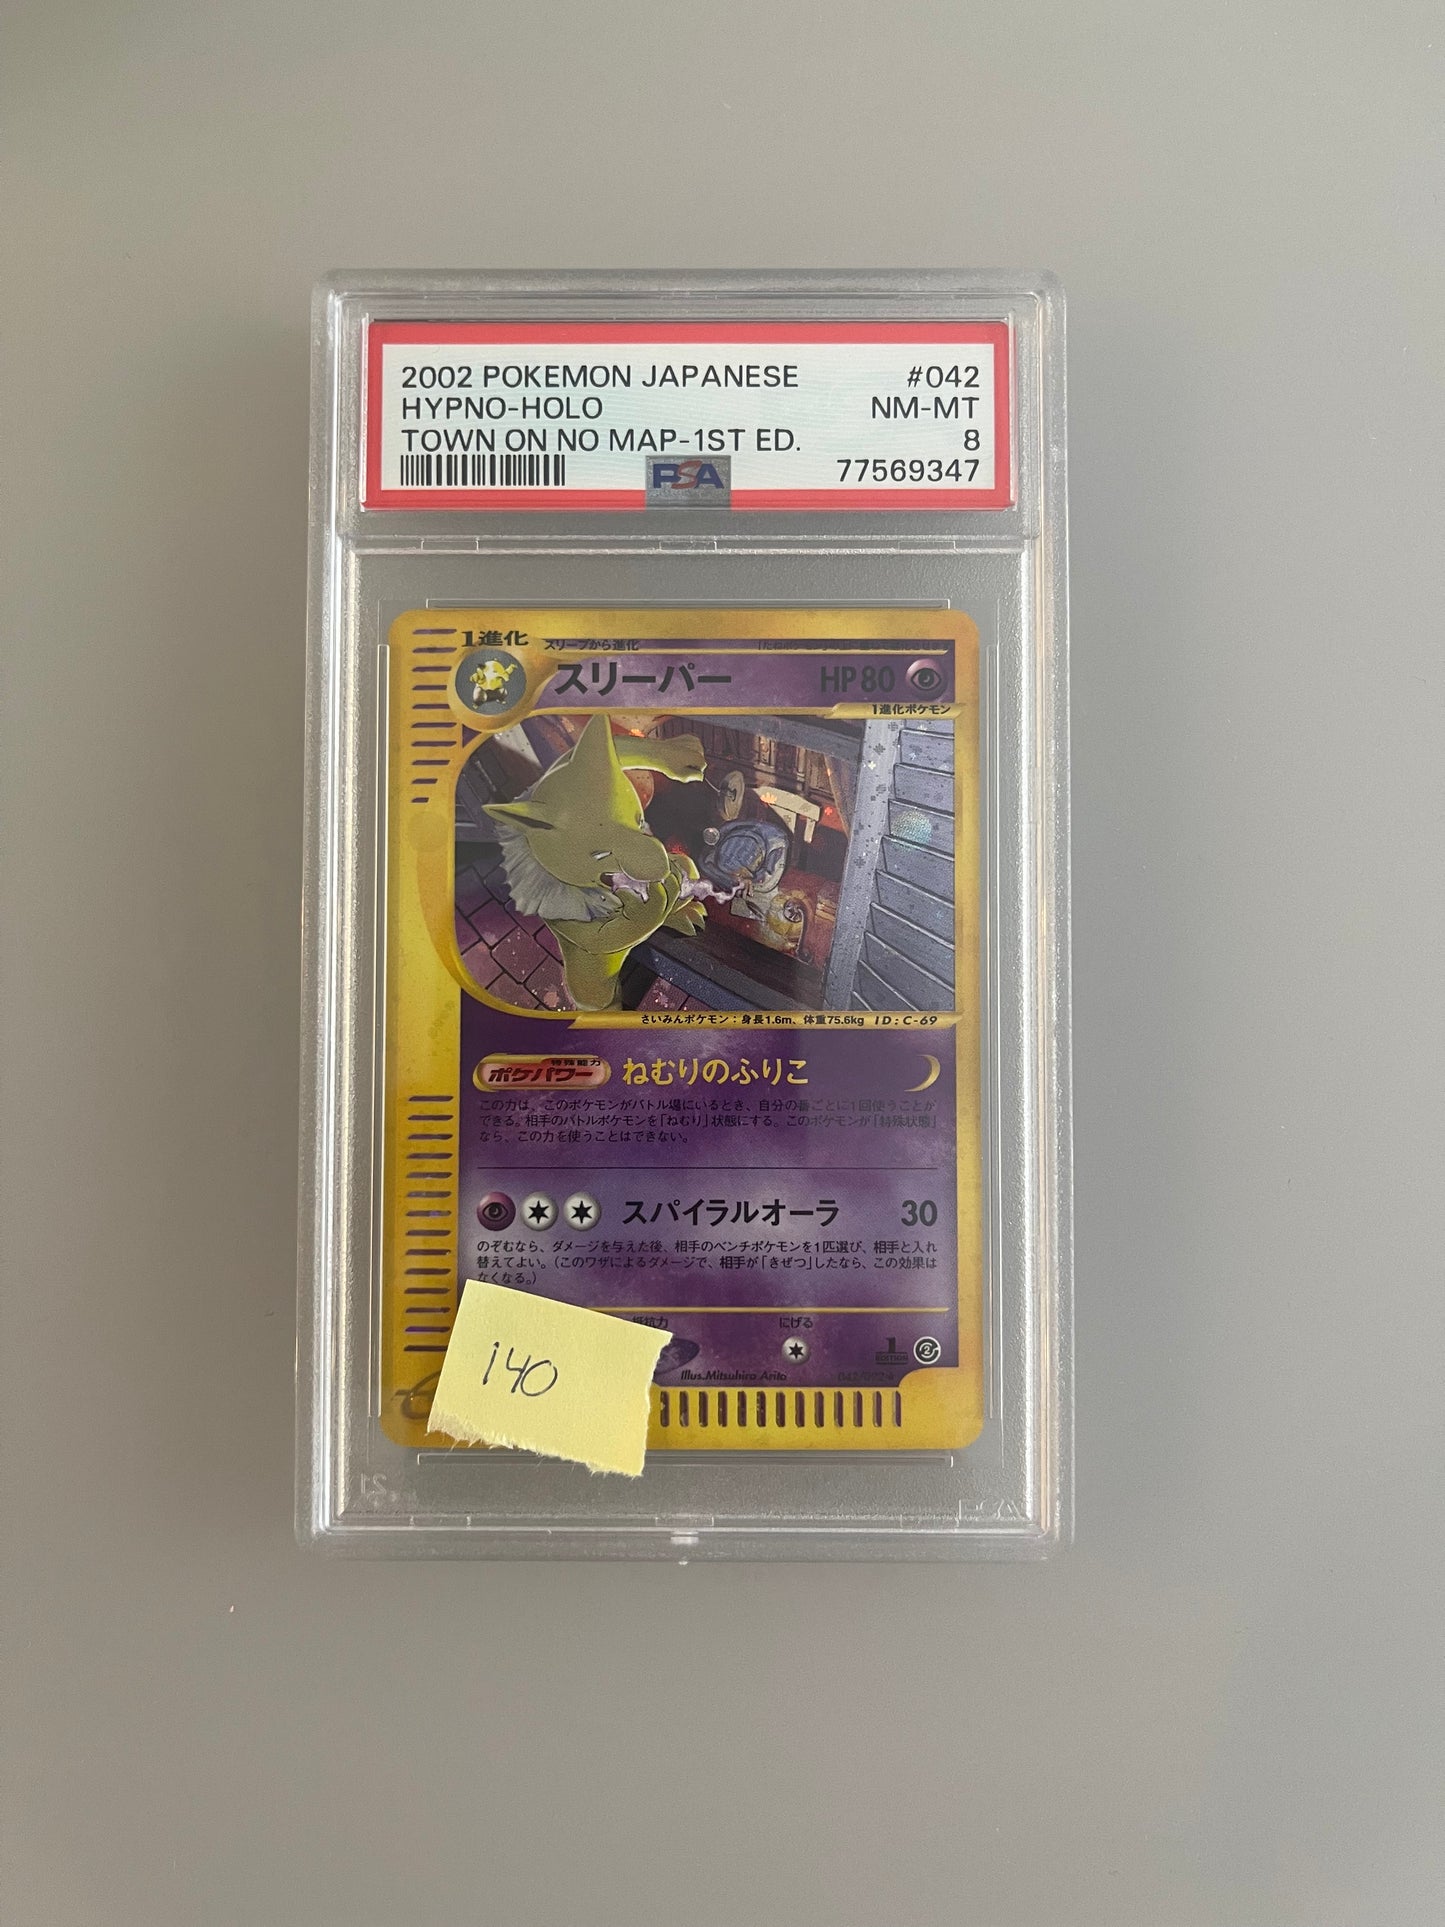 2002 POKEMON JAPANESE #042
HYPNO-HOLO NM-MT
TOWN ON NO MAP-1ST ED. 8
PSA 77569347
1進化 スリープから進化
スリーパー HP80
1進化ポケモン
さいみんポケモン：身長1.6m、体重75.6kg ID:C-69
特殊能力
ポケパワー ねむりのふりこ
この力は、このポケモンがバトル場にいるとき、自分の番ごとに1回使うことが
できる。相手のバトルポケモンを「ねむり」状態にする。このポケモンが「特殊状態」
なら、この力を使うことはできない。
スパイラルオーラ 30
のぞむなら、ダメージを与えた後、相手のベンチポケモンを1匹選び、相手と入れ
替えてよい。（このワザによるダメージで、相手が「きぜつ」したなら、この効果は
なくなる。）
抵抗力 にげる
1 EDITION
Illus.Mitsuhiro Arita 042/092
140
21 PSA